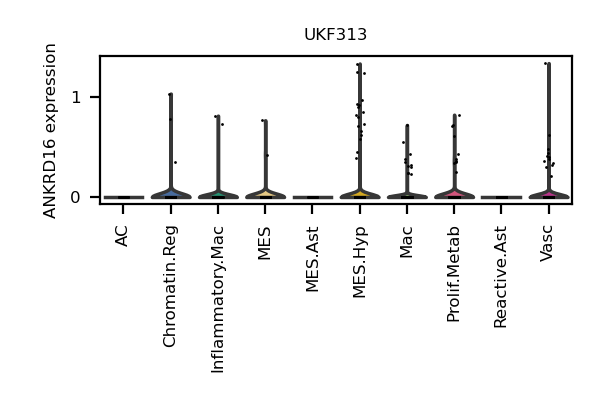 UKF313
ANKRD16 expression
1
0
AC
Chromatin.Reg
Inflammatory.Mac
MES
MES.Ast
MES.Hyp
Mac
Prolif.Metab
Reactive.Ast
Vasc